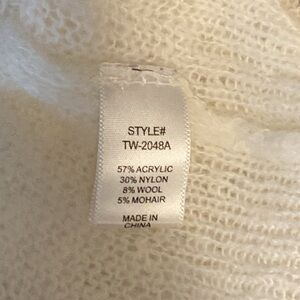 STYLE#
TW-2048A
57% ACRYLIC
30% NYLON
8% WOOL
5% MOHAIR
MADE IN
CHINA